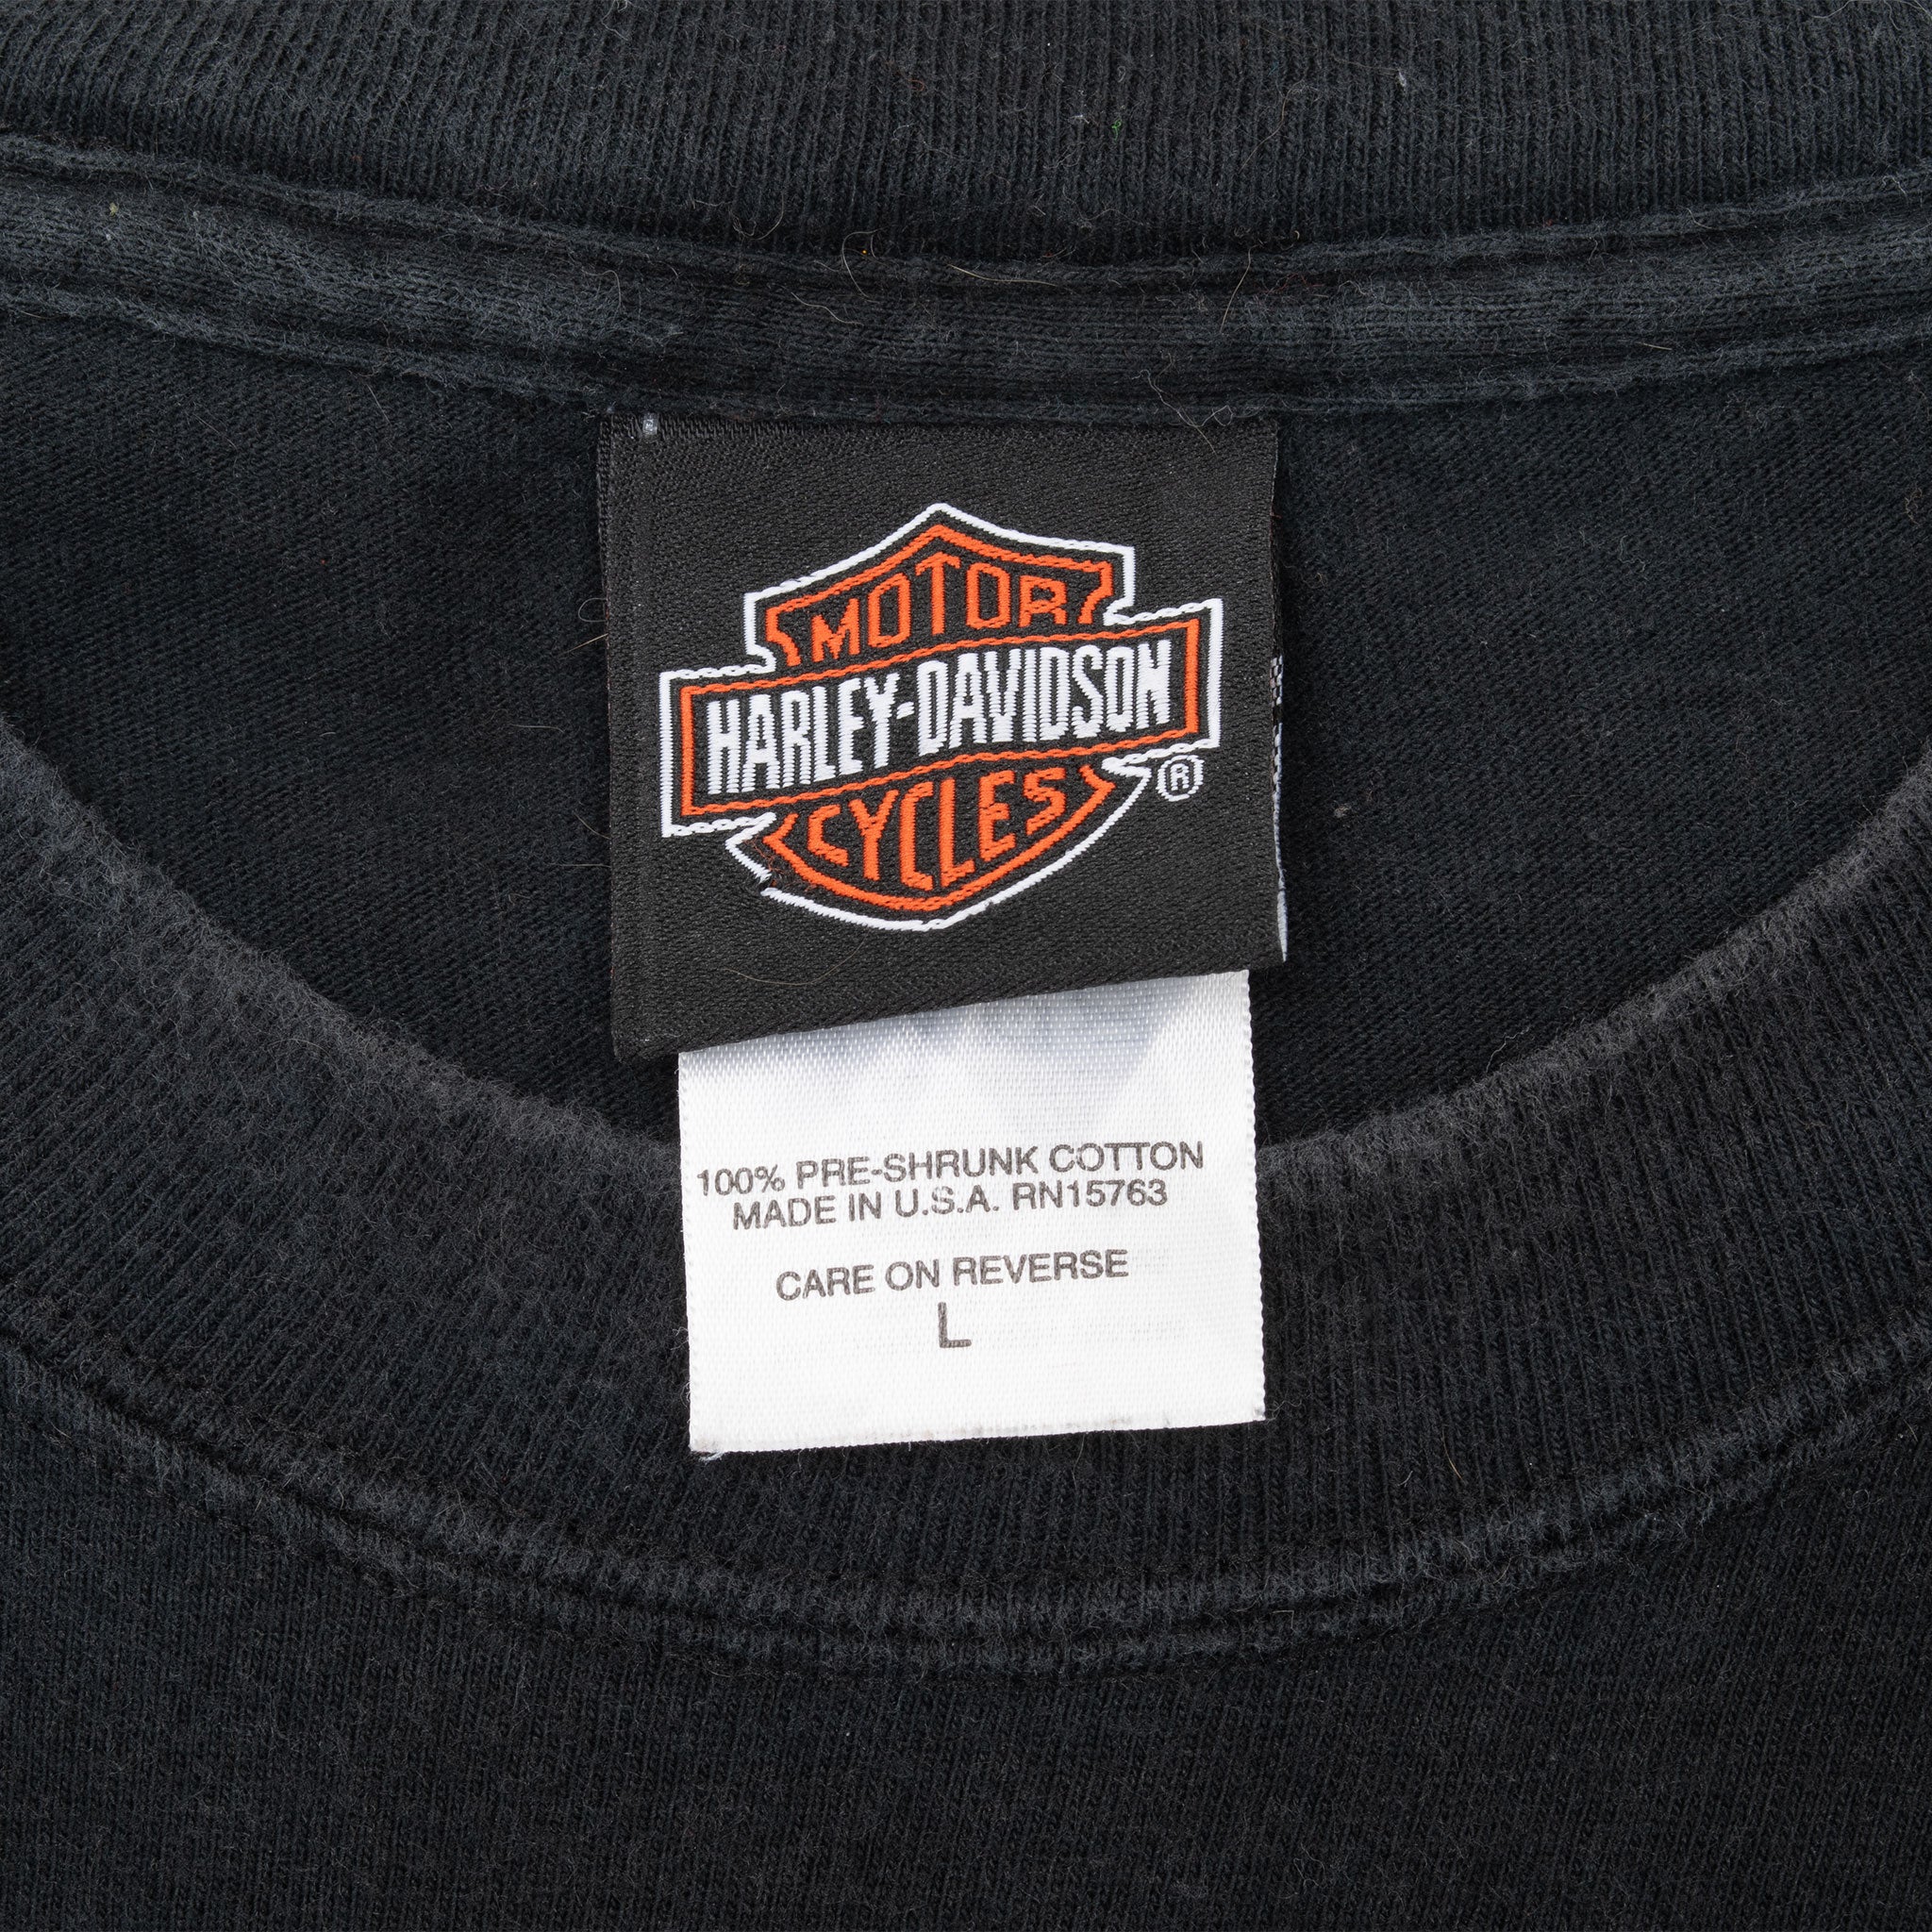 MOTOR
HARLEY-DAVIDSON
CYCLES
®
100% PRE-SHRUNK COTTON
MADE IN U.S.A. RN15763
CARE ON REVERSE
L